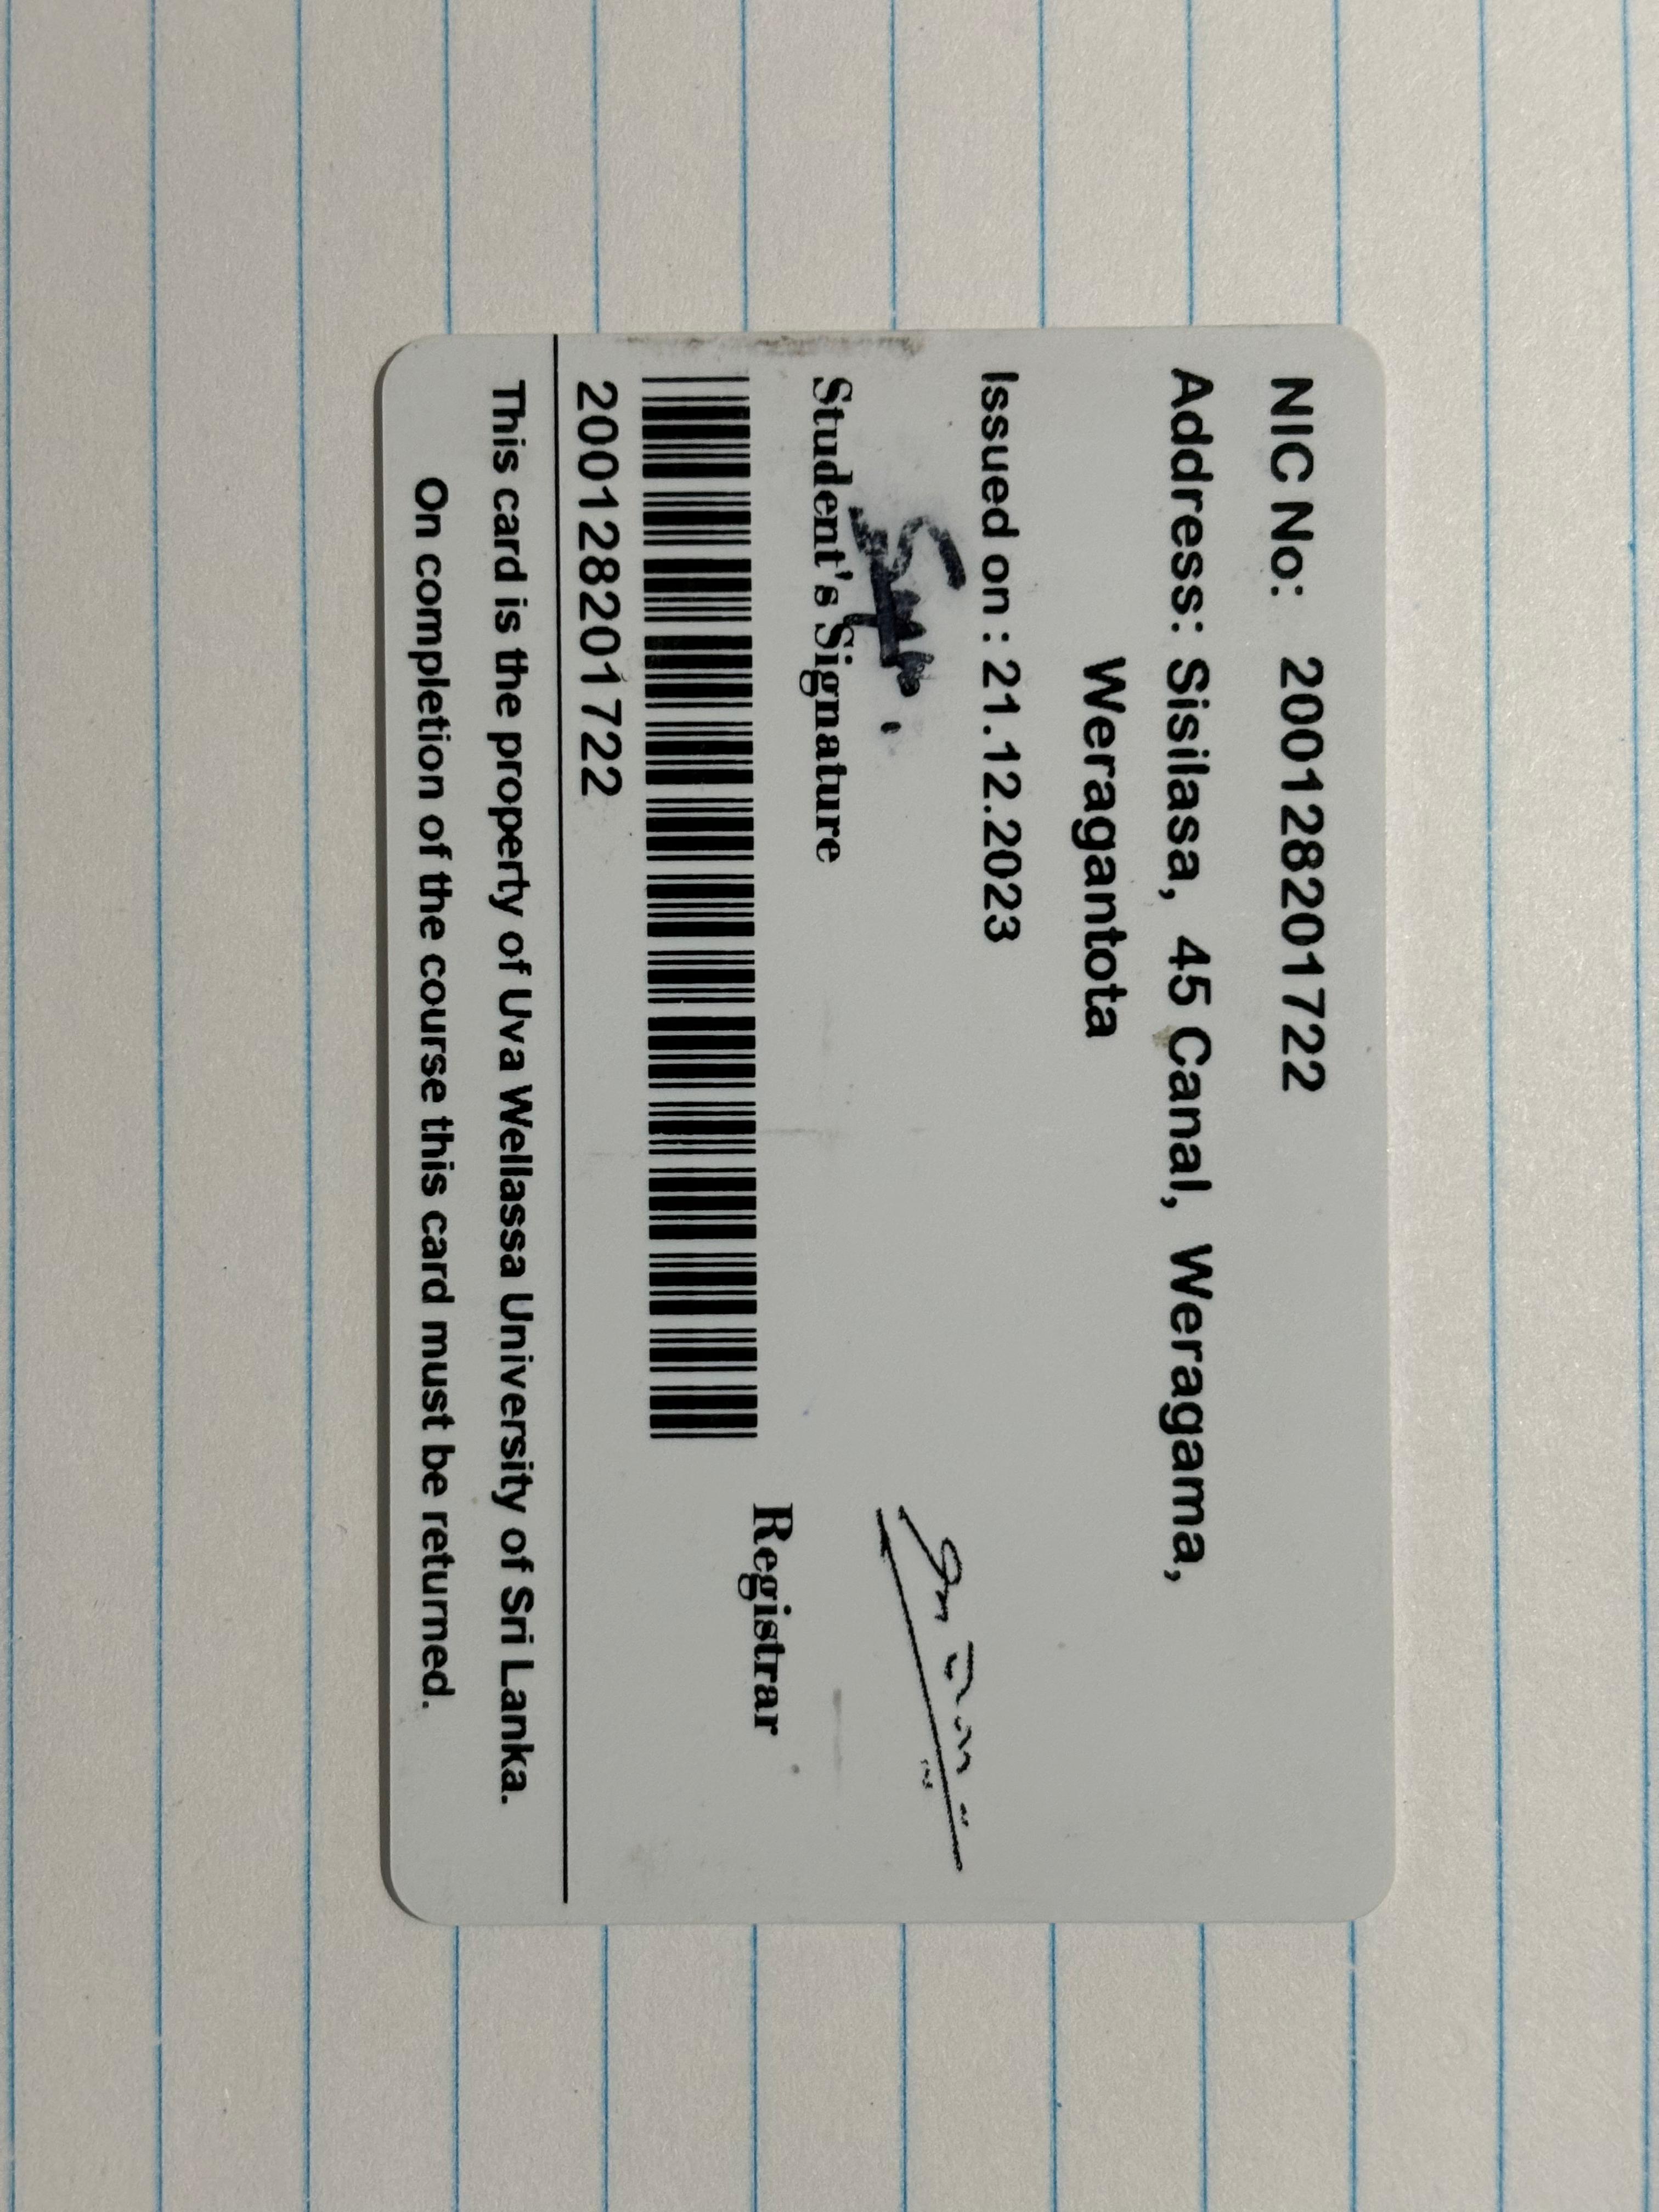 NIC No: 200128201722
Address: Sisilasa, 45 Canal, Weragama,
Weragantota
Issued on : 21.12.2023
Student's Signature
Registrar
200128201722
This card is the property of Uva Wellassa University of Sri Lanka.
On completion of the course this card must be returned.